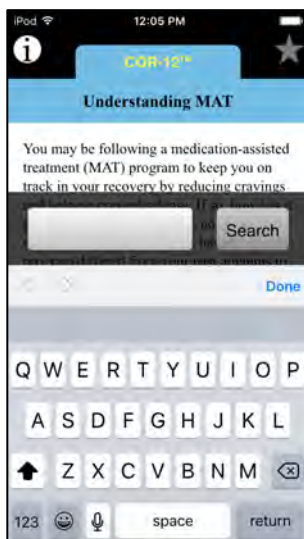 iPod 12:05 PM
i
COR-12™
Understanding MAT
You may be following a medication-assisted
treatment (MAT) program to keep you on
track in your recovery by reducing cravings
Search
Done
Q W E R T Y U I O P
A S D F G H J K L
Z X C V B N M
123 space return